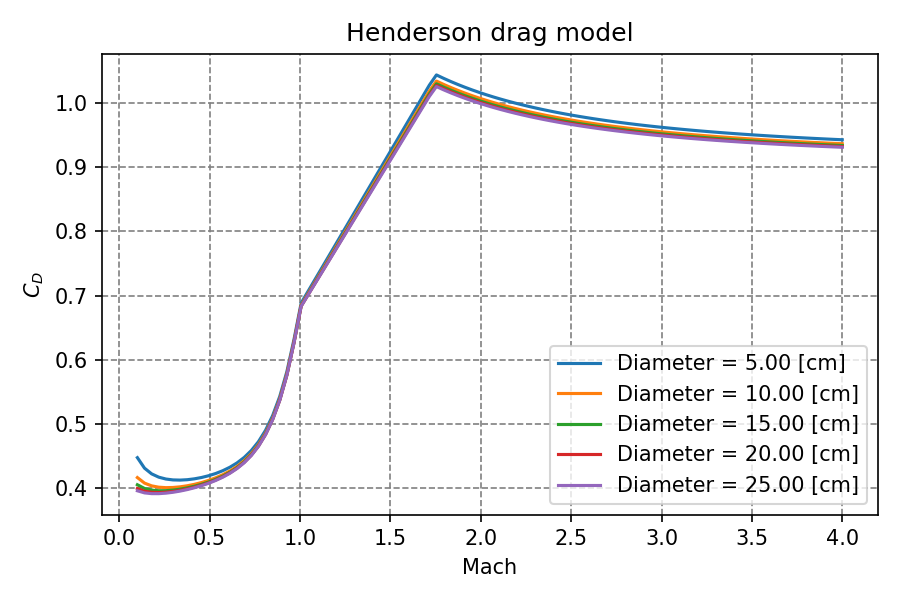 Henderson drag model
C_D
1.0
0.9
0.8
0.7
0.6
0.5
0.4
Diameter = 5.00 [cm]
Diameter = 10.00 [cm]
Diameter = 15.00 [cm]
Diameter = 20.00 [cm]
Diameter = 25.00 [cm]
0.0 0.5 1.0 1.5 2.0 2.5 3.0 3.5 4.0
Mach